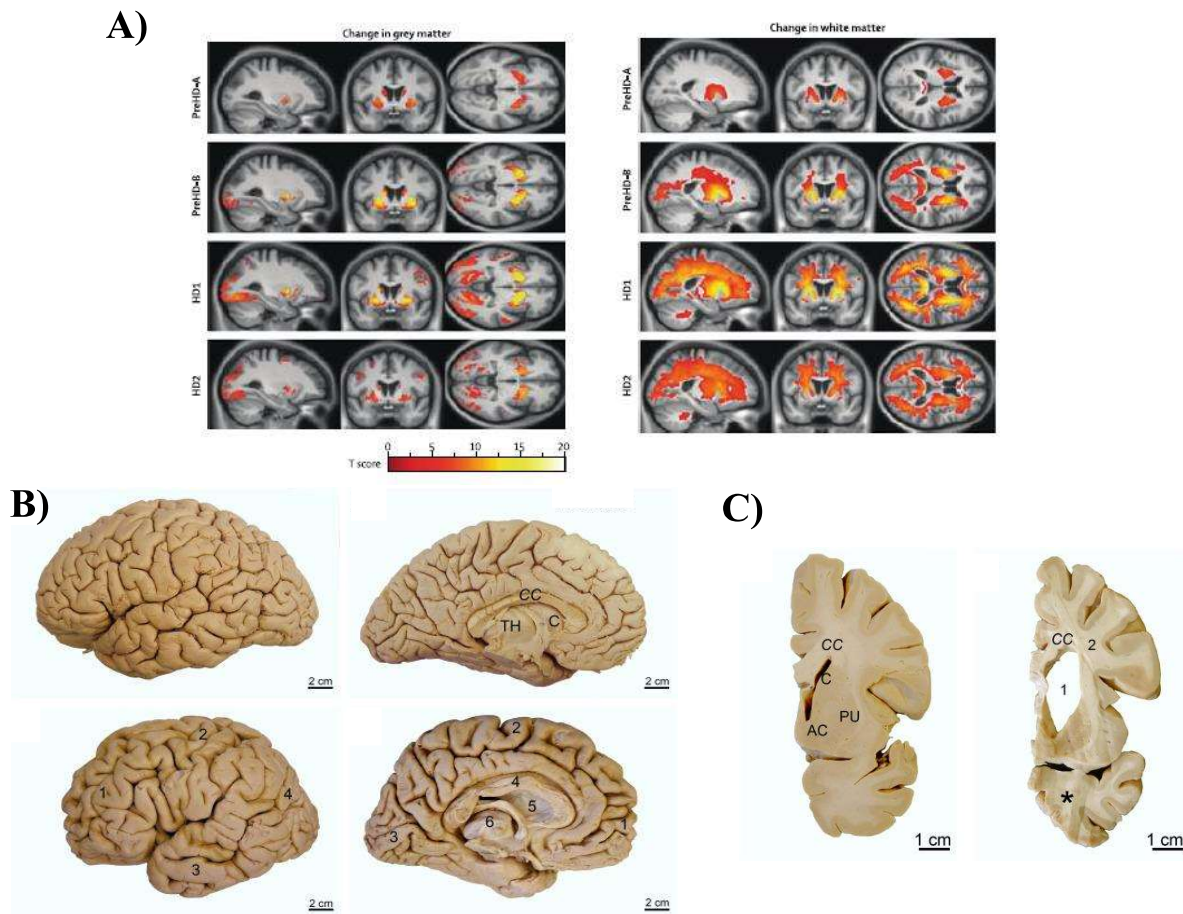 A)
Change in grey matter
PreHD-A
PreHD-B
HD1
HD2
T score
0 5 10 15 20
Change in white matter
PreHD-A
PreHD-B
HD1
HD2
B)
2 cm
CC
TH
C
2 cm
1
2
3
4
2 cm
1
2
3
4
5
6
2 cm
C)
CC
C
PU
AC
1 cm
CC
2
1
*
1 cm